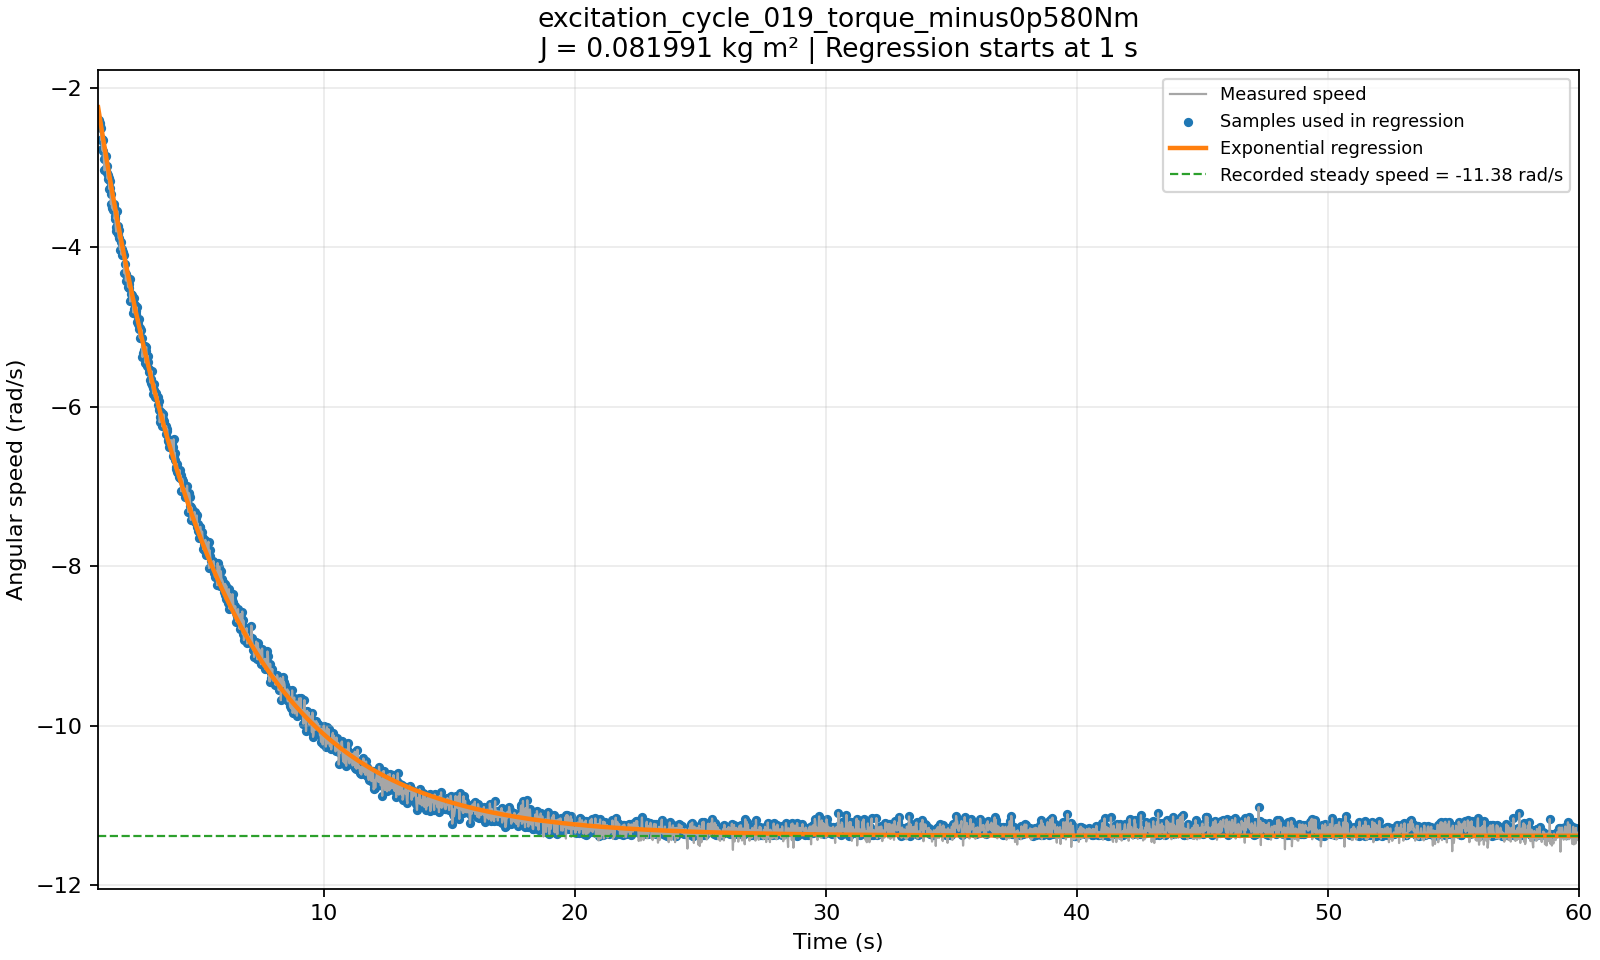 excitation_cycle_019_torque_minus0p580Nm
J = 0.081991 kg m² | Regression starts at 1 s
Measured speed
Samples used in regression
Exponential regression
Recorded steady speed = -11.38 rad/s
Angular speed (rad/s)
−2
−4
−6
−8
−10
−12
10 20 30 40 50 60
Time (s)